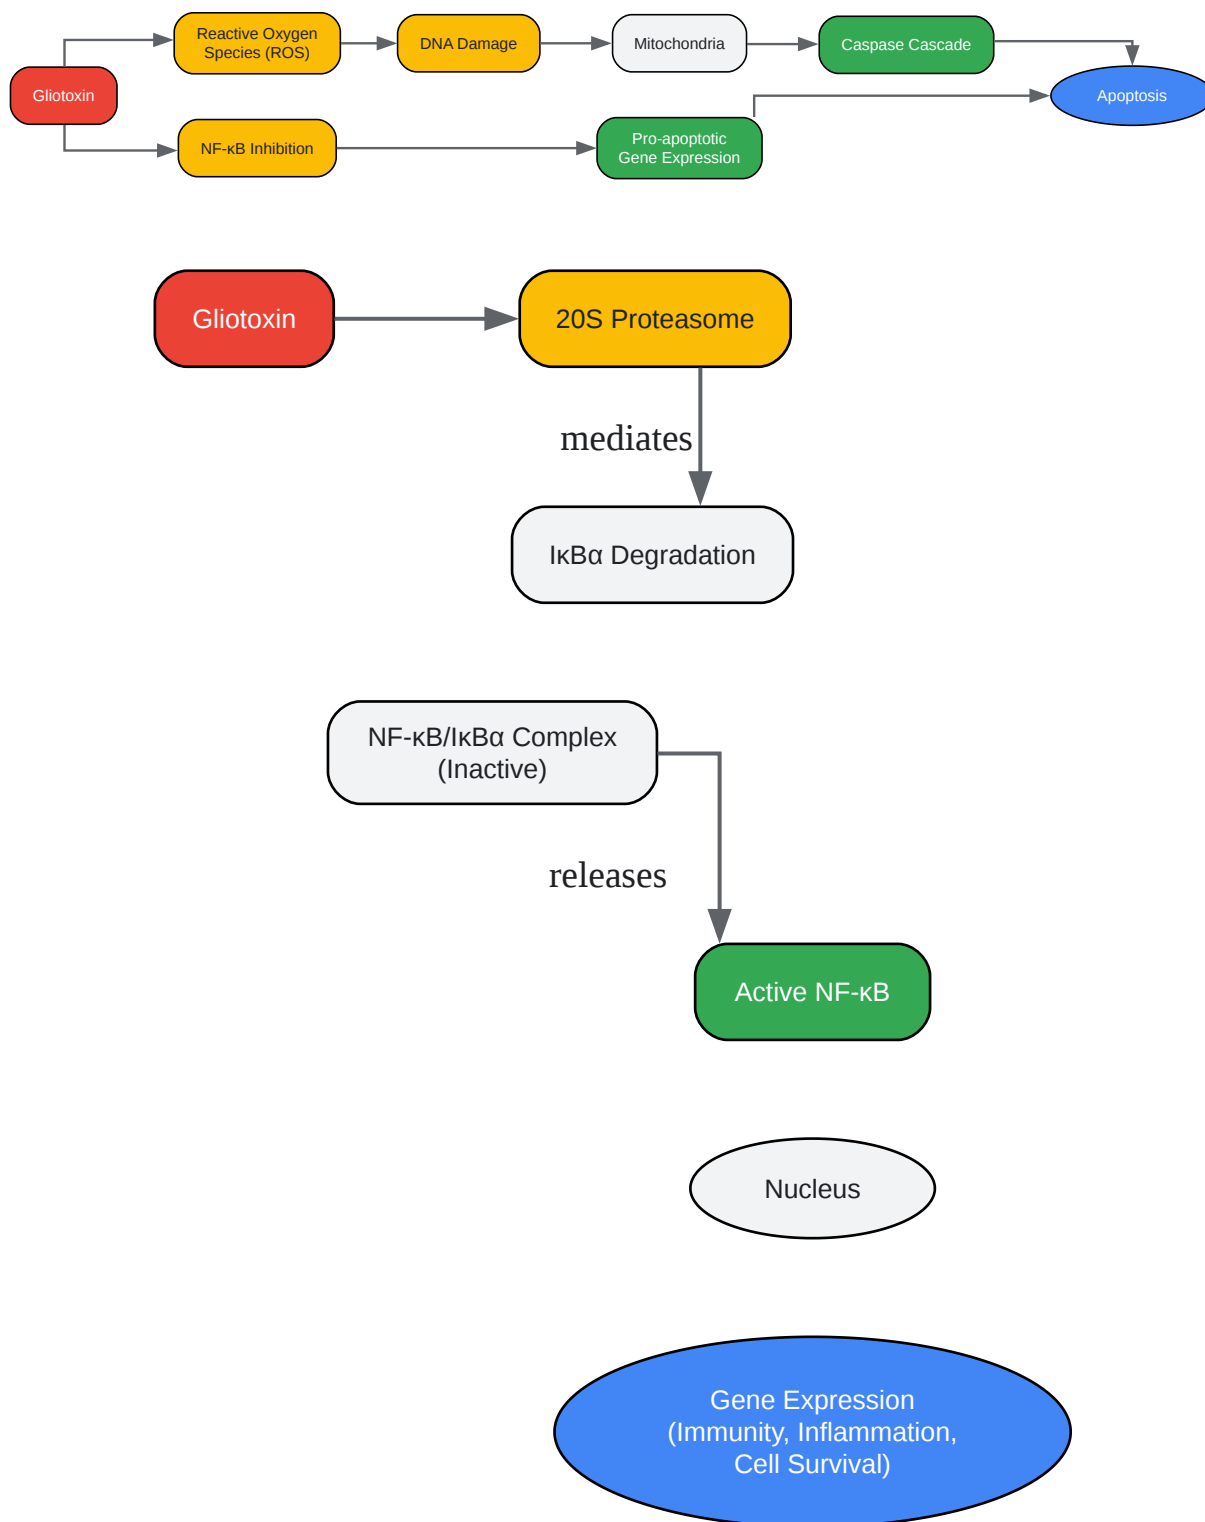 Reactive Oxygen
Species (ROS)
DNA Damage
Mitochondria
Caspase Cascade
Gliotoxin
Apoptosis
NF-κB Inhibition
Pro-apoptotic
Gene Expression
Gliotoxin
20S Proteasome
mediates
IκBα Degradation
NF-κB/IκBα Complex
(Inactive)
releases
Active NF-κB
Nucleus
Gene Expression
(Immunity, Inflammation,
Cell Survival)